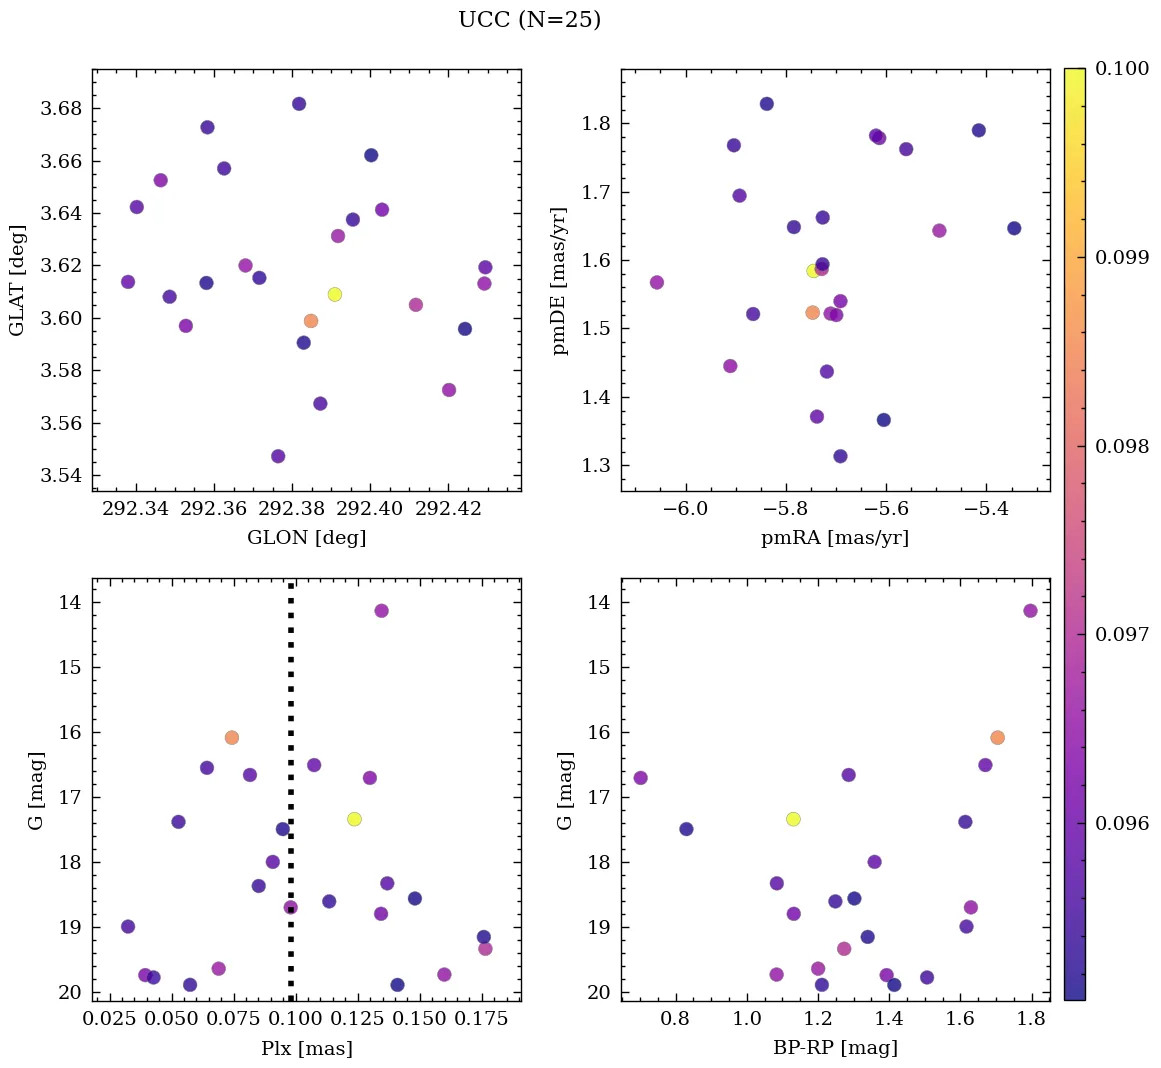 UCC (N=25)
3.68
3.66
3.64
3.62
3.60
3.58
3.56
3.54
GLAT [deg]
292.34 292.36 292.38 292.40 292.42
GLON [deg]
1.8
1.7
1.6
1.5
1.4
1.3
pmDE [mas/yr]
−6.0 −5.8 −5.6 −5.4
pmRA [mas/yr]
14
15
16
17
18
19
20
G [mag]
0.025 0.050 0.075 0.100 0.125 0.150 0.175
Plx [mas]
14
15
16
17
18
19
20
G [mag]
0.8 1.0 1.2 1.4 1.6 1.8
BP-RP [mag]
0.100
0.099
0.098
0.097
0.096